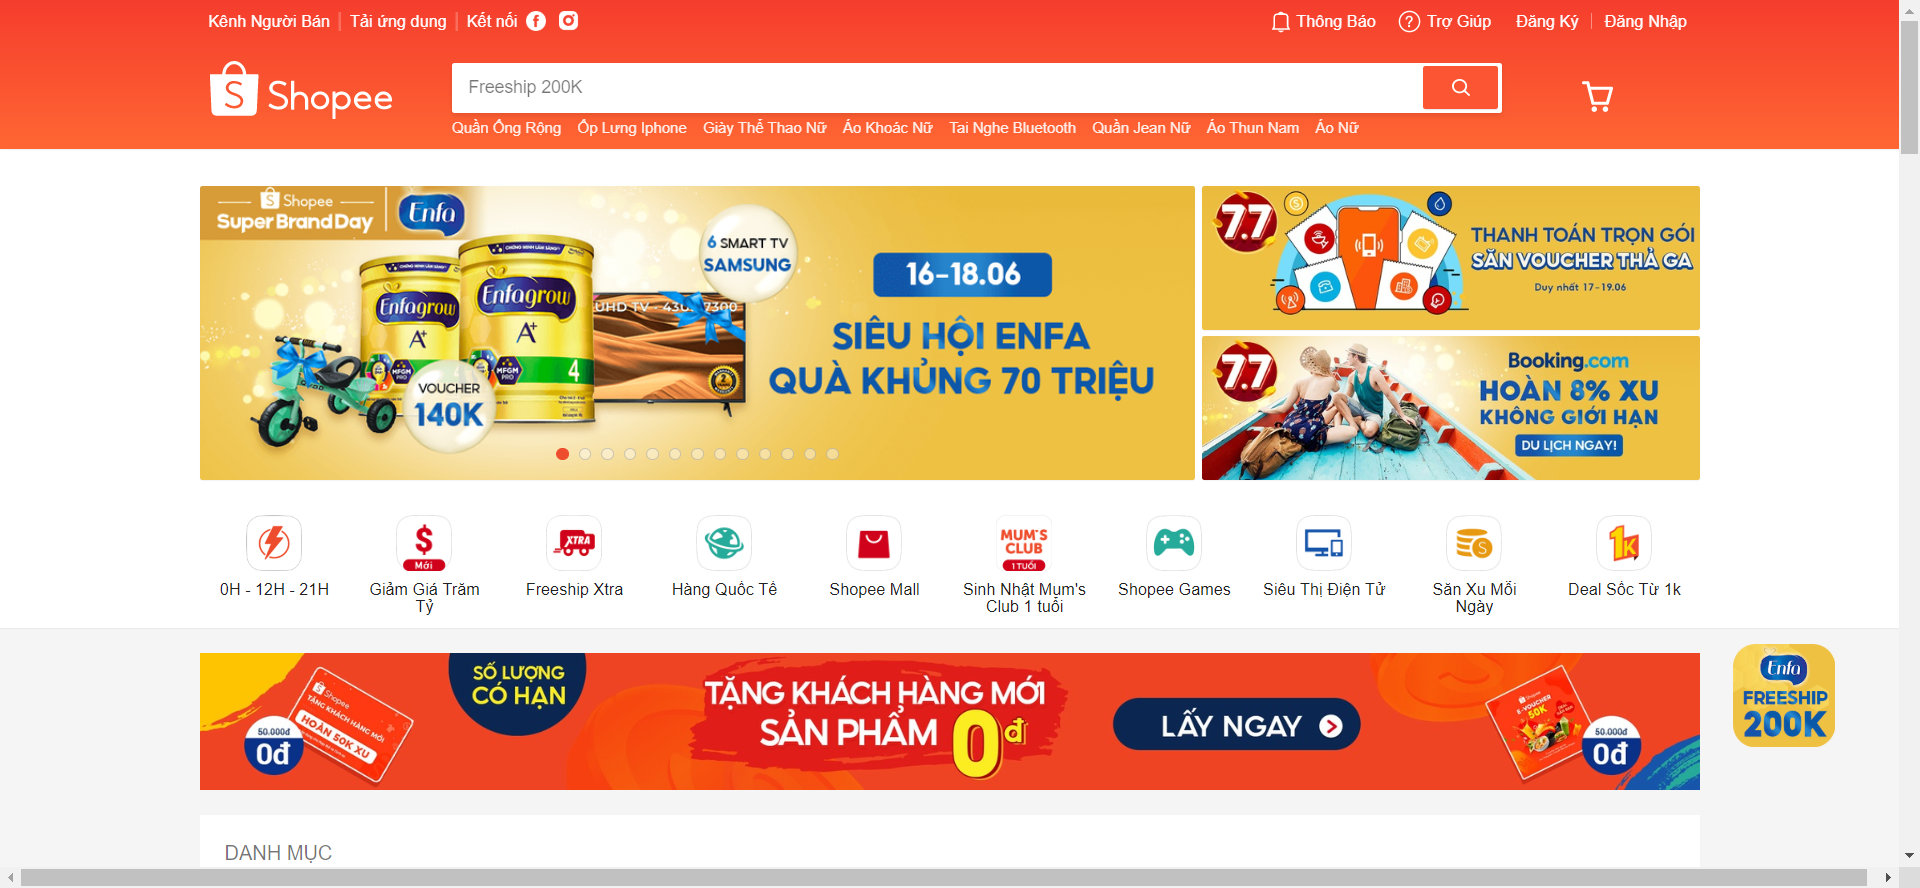 Kênh Người Bán
Tải ứng dụng
Kết nối
Thông Báo
Trợ Giúp
Đăng Ký
Đăng Nhập
Shopee
Freeship 200K
Quần Ống Rộng
Ốp Lưng Iphone
Giày Thể Thao Nữ
Áo Khoác Nữ
Tai Nghe Bluetooth
Quần Jean Nữ
Áo Thun Nam
Áo Nữ
Shopee
Super Brand Day
Enfa
6 SMART TV
SAMSUNG
16-18.06
SIÊU HỘI ENFA
QUÀ KHỦNG 70 TRIỆU
Enfagrow
A+
Enfagrow
A+
MFGM
PRO
MFGM
PRO
4
VOUCHER
140K
7.7
THANH TOÁN TRỌN GÓI
SĂN VOUCHER THẢ GA
Duy nhất 17-19.06
7.7
Booking.com
HOÀN 8% XU
KHÔNG GIỚI HẠN
DU LỊCH NGAY!
$
Mới
XTRA
MUM'S
CLUB
1 TUỔI
1K
0H - 12H - 21H
Giảm Giá Trăm
Tỷ
Freeship Xtra
Hàng Quốc Tế
Shopee Mall
Sinh Nhật Mum's
Club 1 tuổi
Shopee Games
Siêu Thị Điện Tử
Săn Xu Mỗi
Ngày
Deal Sốc Từ 1k
Shopee
TẶNG KHÁCH HÀNG MỚI
HOÀN 50K XU
50.000đ
0đ
SỐ LƯỢNG
CÓ HẠN
TẶNG KHÁCH HÀNG MỚI
SẢN PHẨM 0đ
LẤY NGAY
Shopee
E-VOUCHER
50K
50.000đ
0đ
Enfa
FREESHIP
200K
DANH MỤC